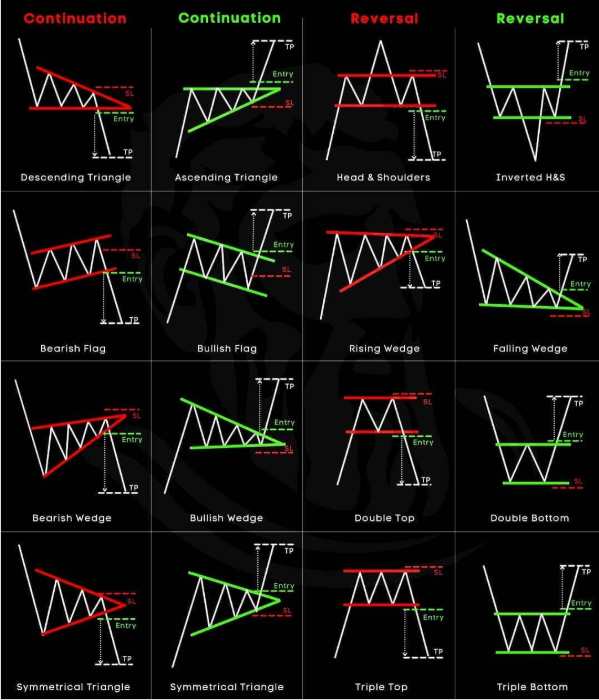 Continuation
Continuation
Reversal
Reversal
SL
Entry
TP
Descending Triangle
TP
Entry
SL
Ascending Triangle
SL
Entry
TP
Head & Shoulders
TP
Entry
SL
Inverted H&S
SL
Entry
TP
Bearish Flag
TP
Entry
SL
Bullish Flag
SL
Entry
TP
Rising Wedge
TP
Entry
SL
Falling Wedge
SL
Entry
TP
Bearish Wedge
TP
Entry
SL
Bullish Wedge
SL
Entry
TP
Double Top
TP
Entry
SL
Double Bottom
SL
Entry
TP
Symmetrical Triangle
TP
Entry
SL
Symmetrical Triangle
SL
Entry
TP
Triple Top
TP
Entry
SL
Triple Bottom